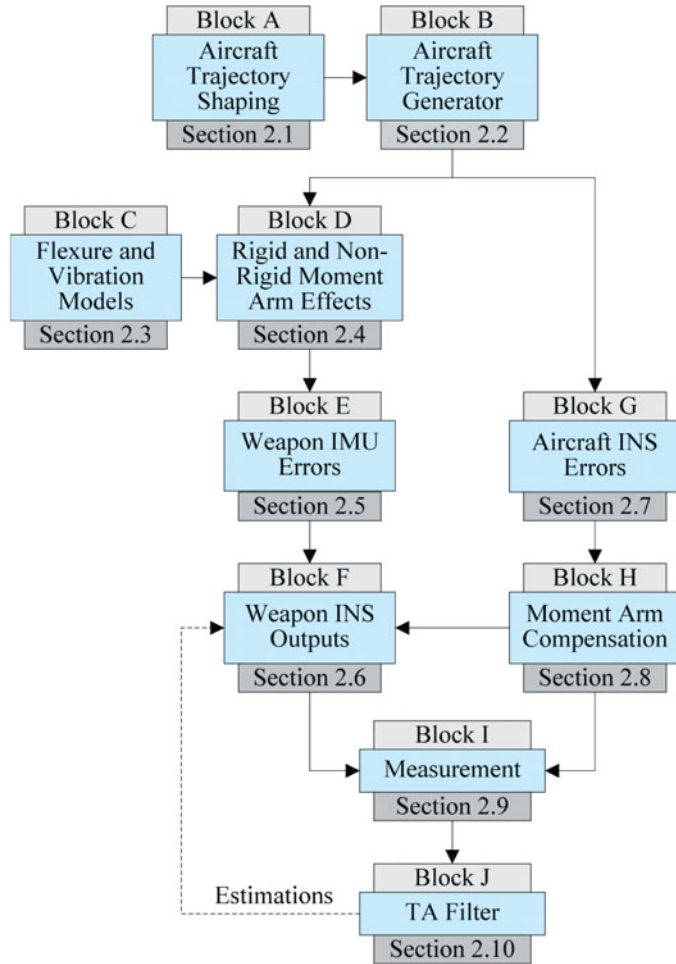 Block A
Aircraft
Trajectory
Shaping
Section 2.1
Block B
Aircraft
Trajectory
Generator
Section 2.2
Block C
Flexure and
Vibration
Models
Section 2.3
Block D
Rigid and Non-
Rigid Moment
Arm Effects
Section 2.4
Block E
Weapon IMU
Errors
Section 2.5
Block G
Aircraft INS
Errors
Section 2.7
Block F
Weapon INS
Outputs
Section 2.6
Block H
Moment Arm
Compensation
Section 2.8
Block I
Measurement
Section 2.9
Block J
TA Filter
Section 2.10
Estimations